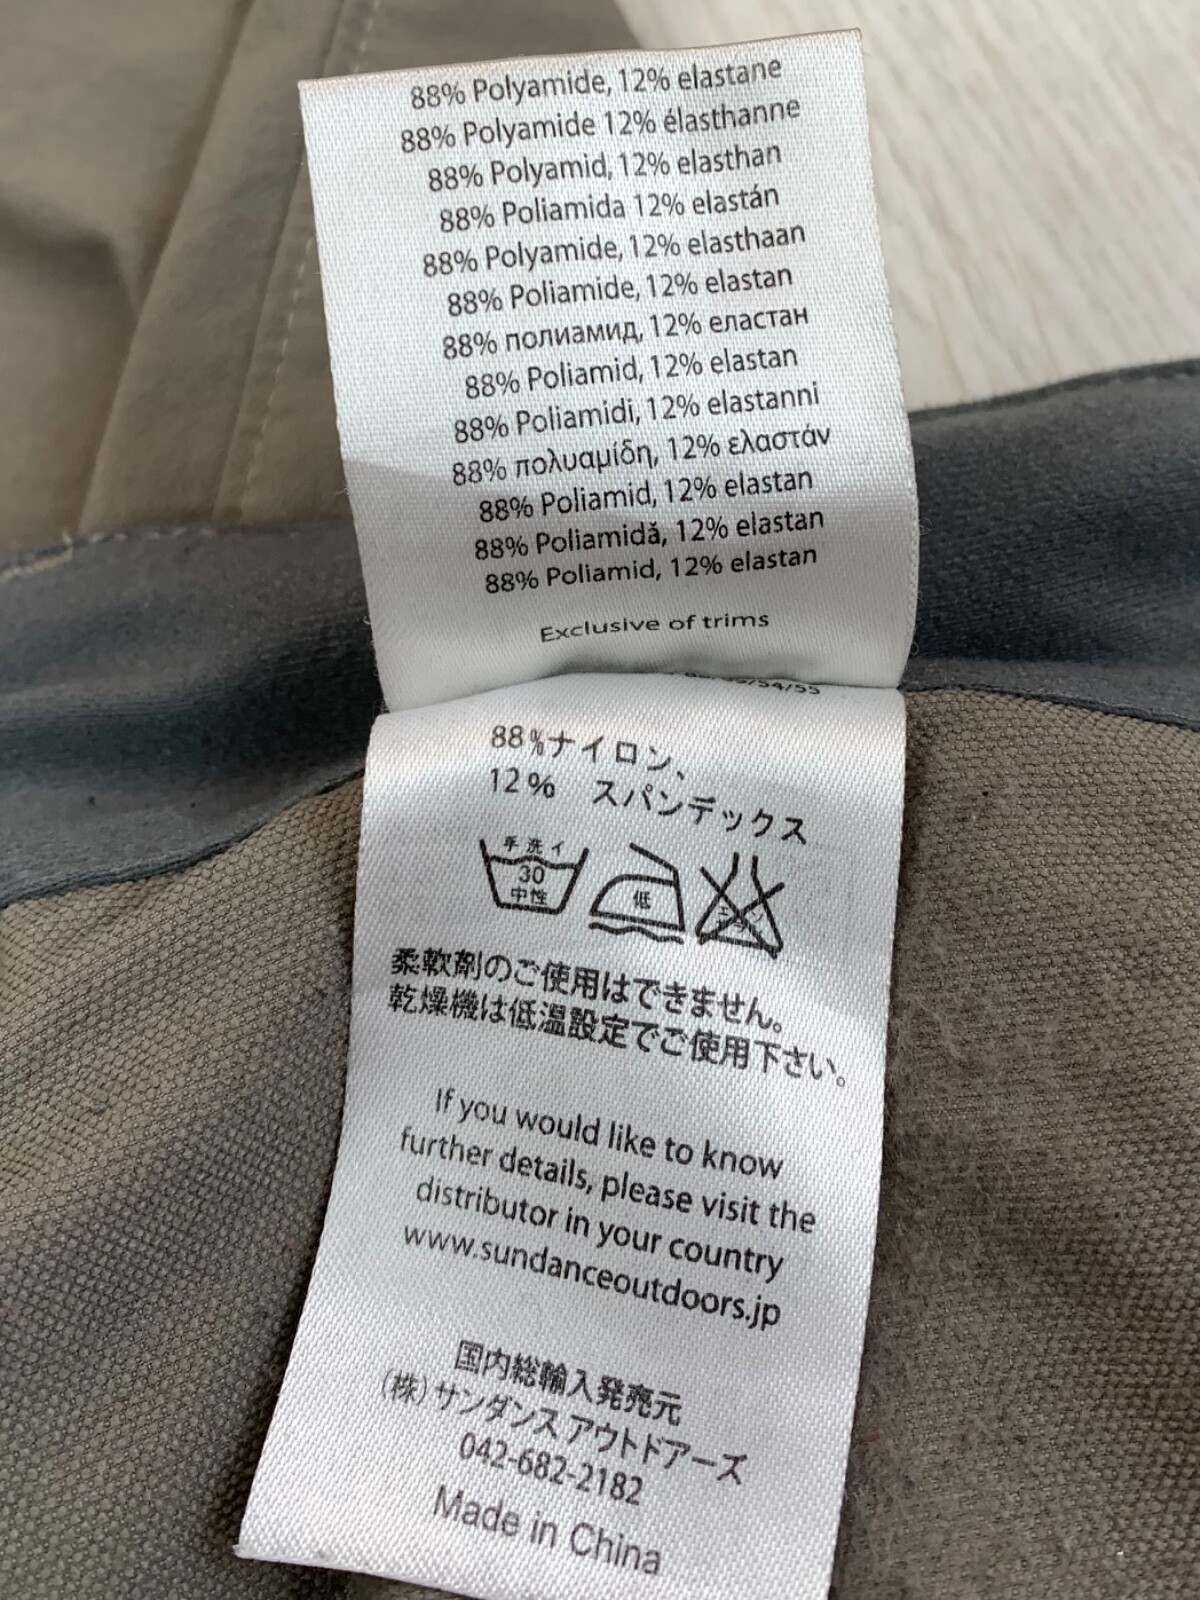 88% Polyamide, 12% elastane
88% Polyamide 12% élasthanne
88% Polyamid, 12% elasthan
88% Poliamida 12% elastán
88% Polyamide, 12% elasthaan
88% Poliamide, 12% elastan
88% полиамид, 12% еластан
88% Poliamid, 12% elastan
88% Poliamidi, 12% elastanni
88% πολυαμίδη, 12% ελαστάν
88% Poliamid, 12% elastan
88% Poliamidă, 12% elastan
88% Poliamid, 12% elastan
Exclusive of trims
/54/55
88%ナイロン、
12% スパンデックス
手洗イ
30
中性
低
柔軟剤のご使用はできません。
乾燥機は低温設定でご使用下さい。
If you would like to know
further details, please visit the
distributor in your country
www.sundanceoutdoors.jp
国内総輸入発売元
(株)サンダンス アウトドアーズ
042-682-2182
Made in China